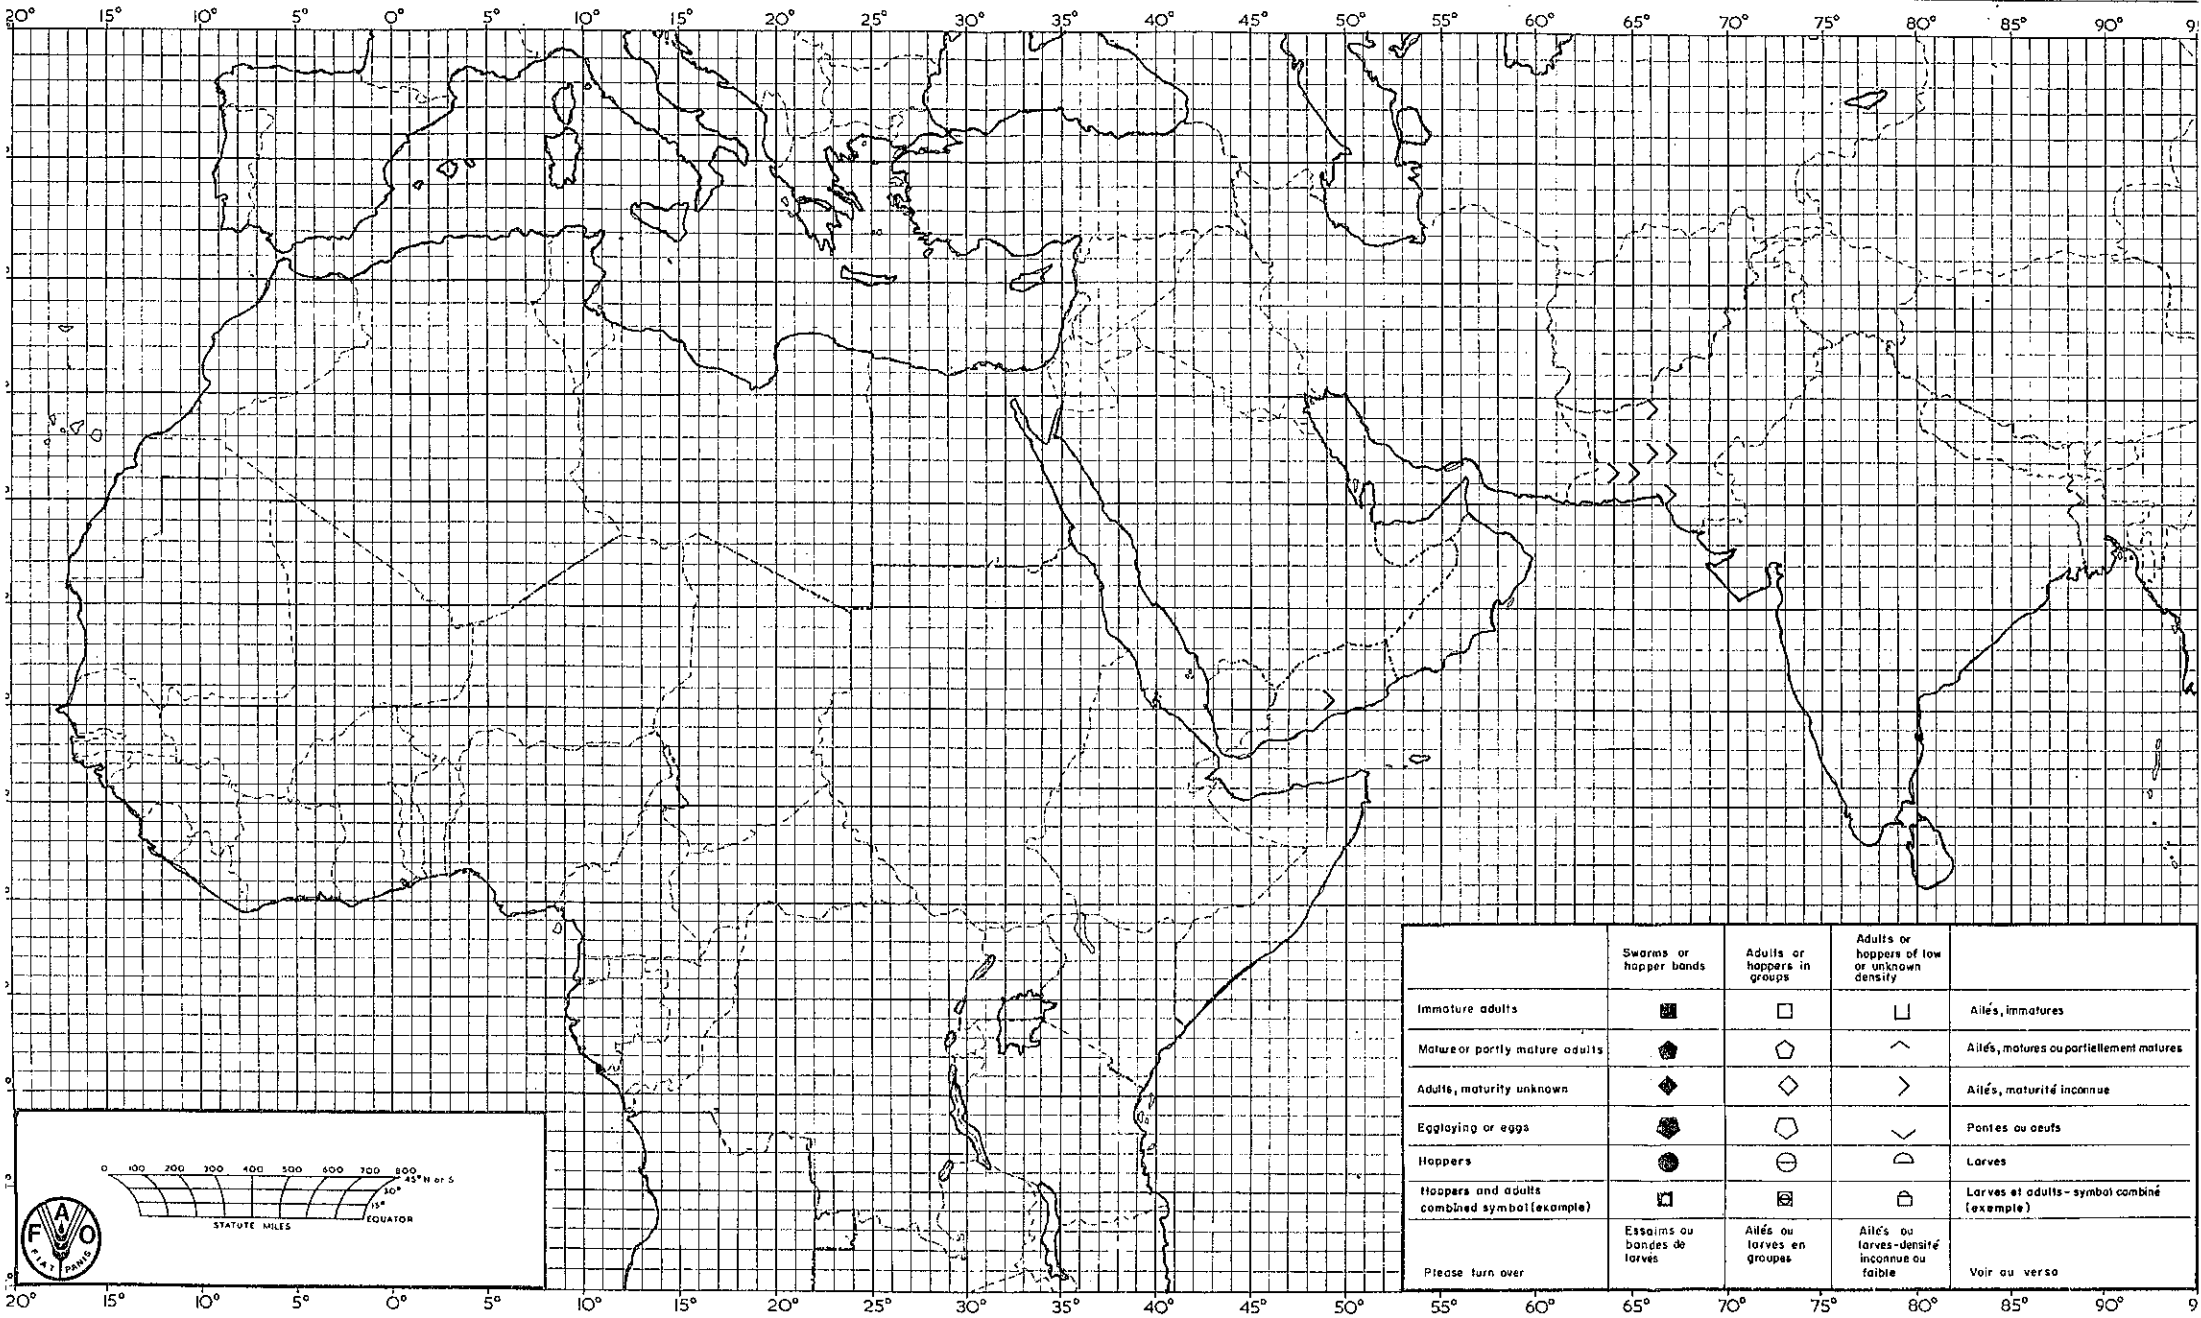 20° 15° 10° 5° 0° 5° 10° 15° 20° 25° 30° 35° 40° 45° 50° 55° 60° 65° 70° 75° 80° 85° 90° 9
Swarms or hopper bands
Adults or hoppers in groups
Adults or hoppers of low or unknown density
Immature adults
Ailés, immatures
Mature or partly mature adults
Ailés, matures ou partiellement matures
Adults, maturity unknown
Ailés, maturité inconnue
Egglaying or eggs
Pontes ou oeufs
Hoppers
Larves
Hoppers and adults combined symbol (example)
Larves et adults - symbol combiné (exemple)
Please turn over
Essaims ou bandes de larves
Ailés ou larves en groupes
Ailés ou larves-densité inconnue ou faible
Voir au verso
0 100 200 300 400 500 600 700 800
45° N or S
30°
15°
EQUATOR
STATUTE MILES
F A O
FIAT PANIS
20° 15° 10° 5° 0° 5° 10° 15° 20° 25° 30° 35° 40° 45° 50° 55° 60° 65° 70° 75° 80° 85° 90° 9